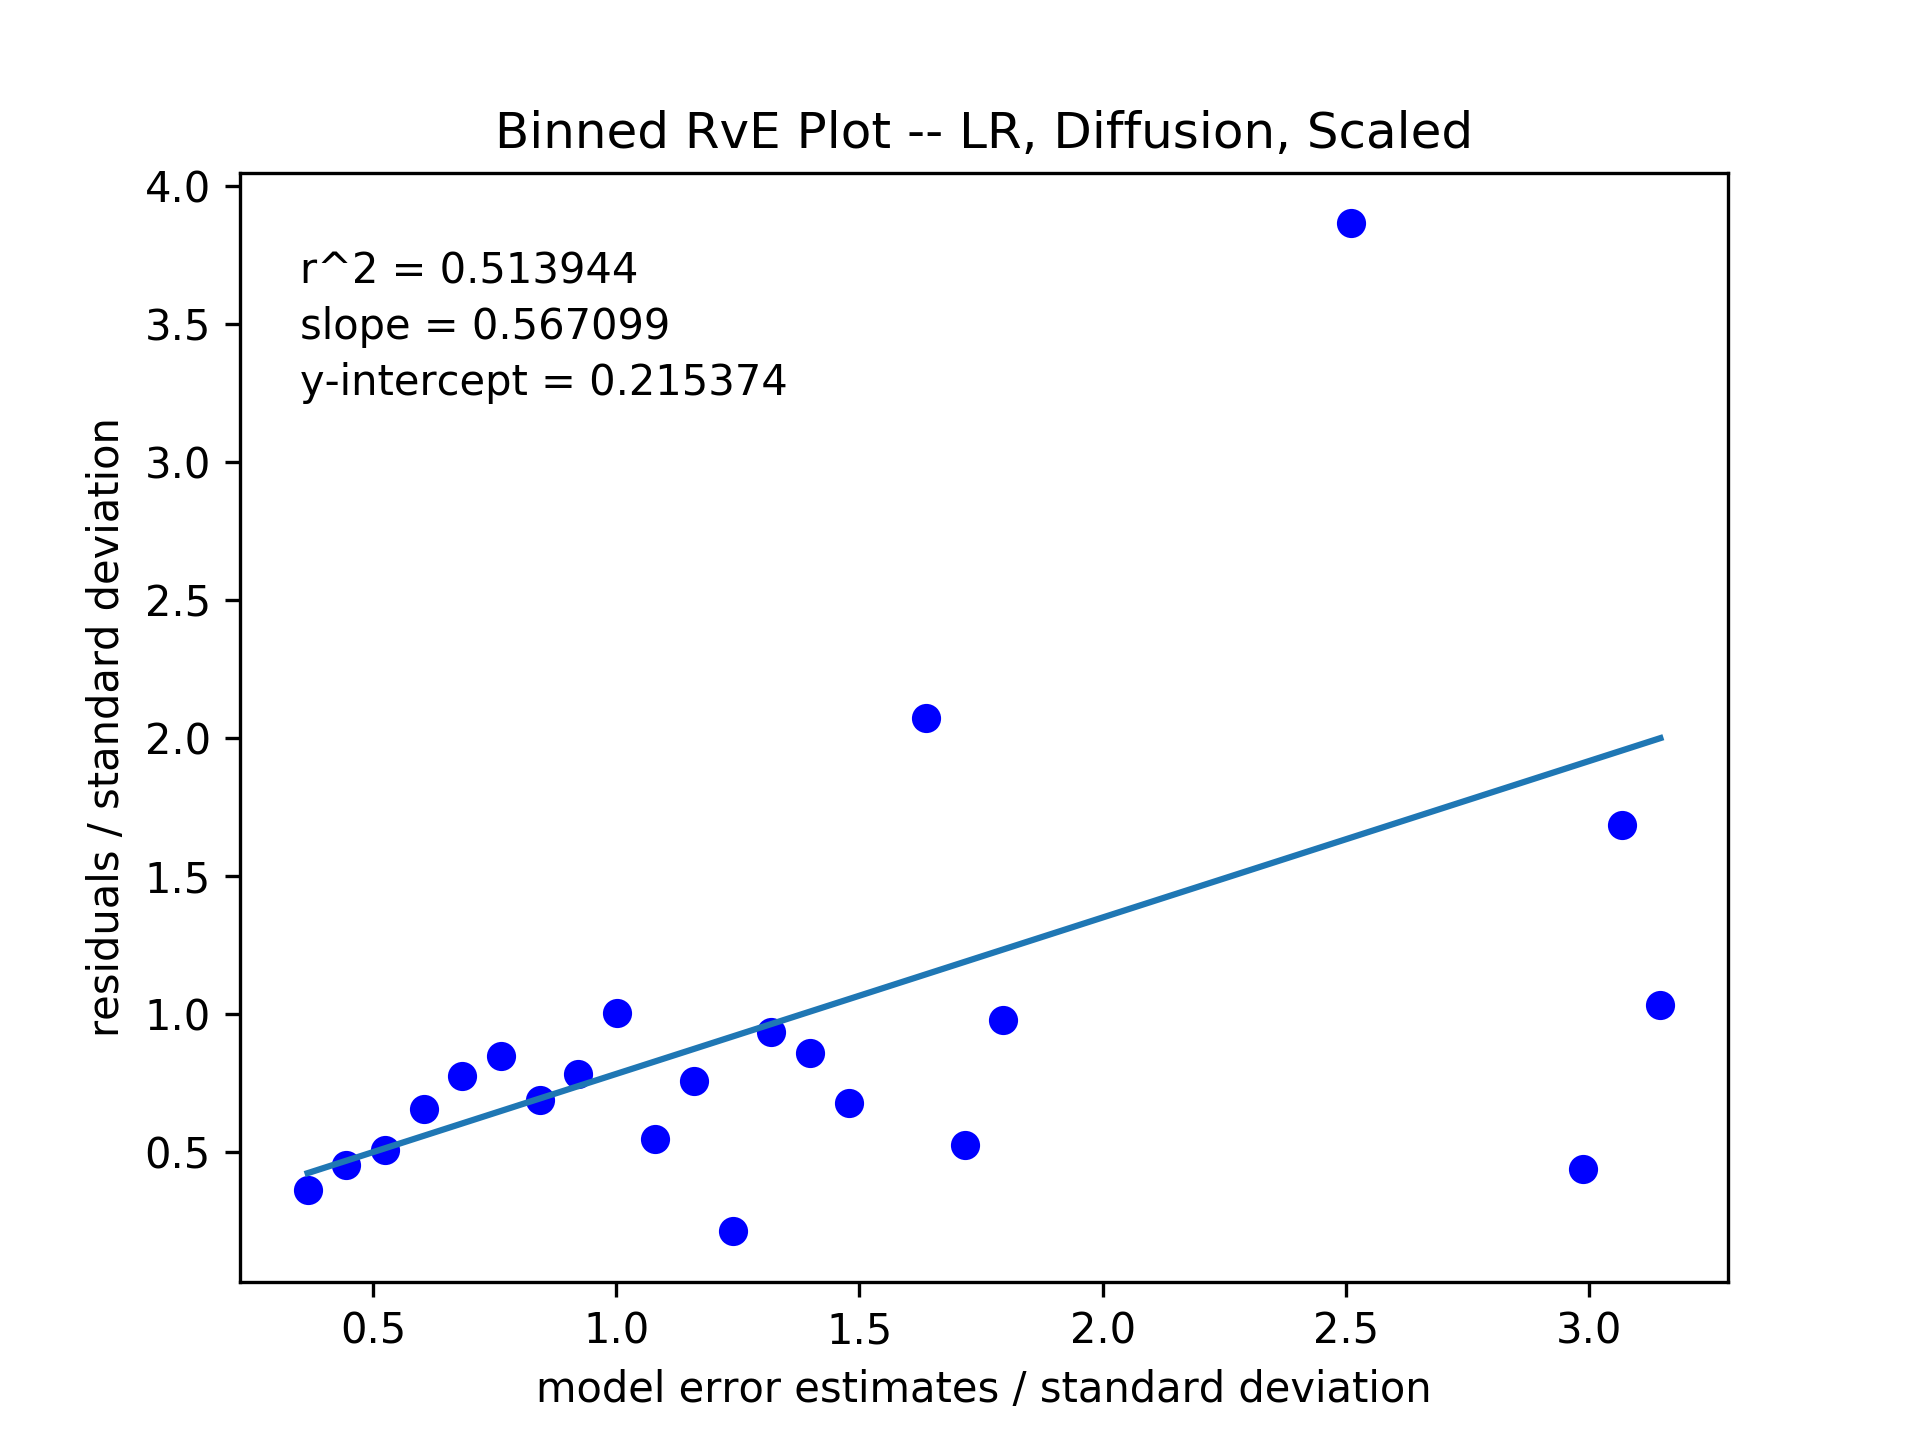 Binned RvE Plot -- LR, Diffusion, Scaled
r^2 = 0.513944
slope = 0.567099
y-intercept = 0.215374
residuals / standard deviation
4.0
3.5
3.0
2.5
2.0
1.5
1.0
0.5
0.5 1.0 1.5 2.0 2.5 3.0
model error estimates / standard deviation